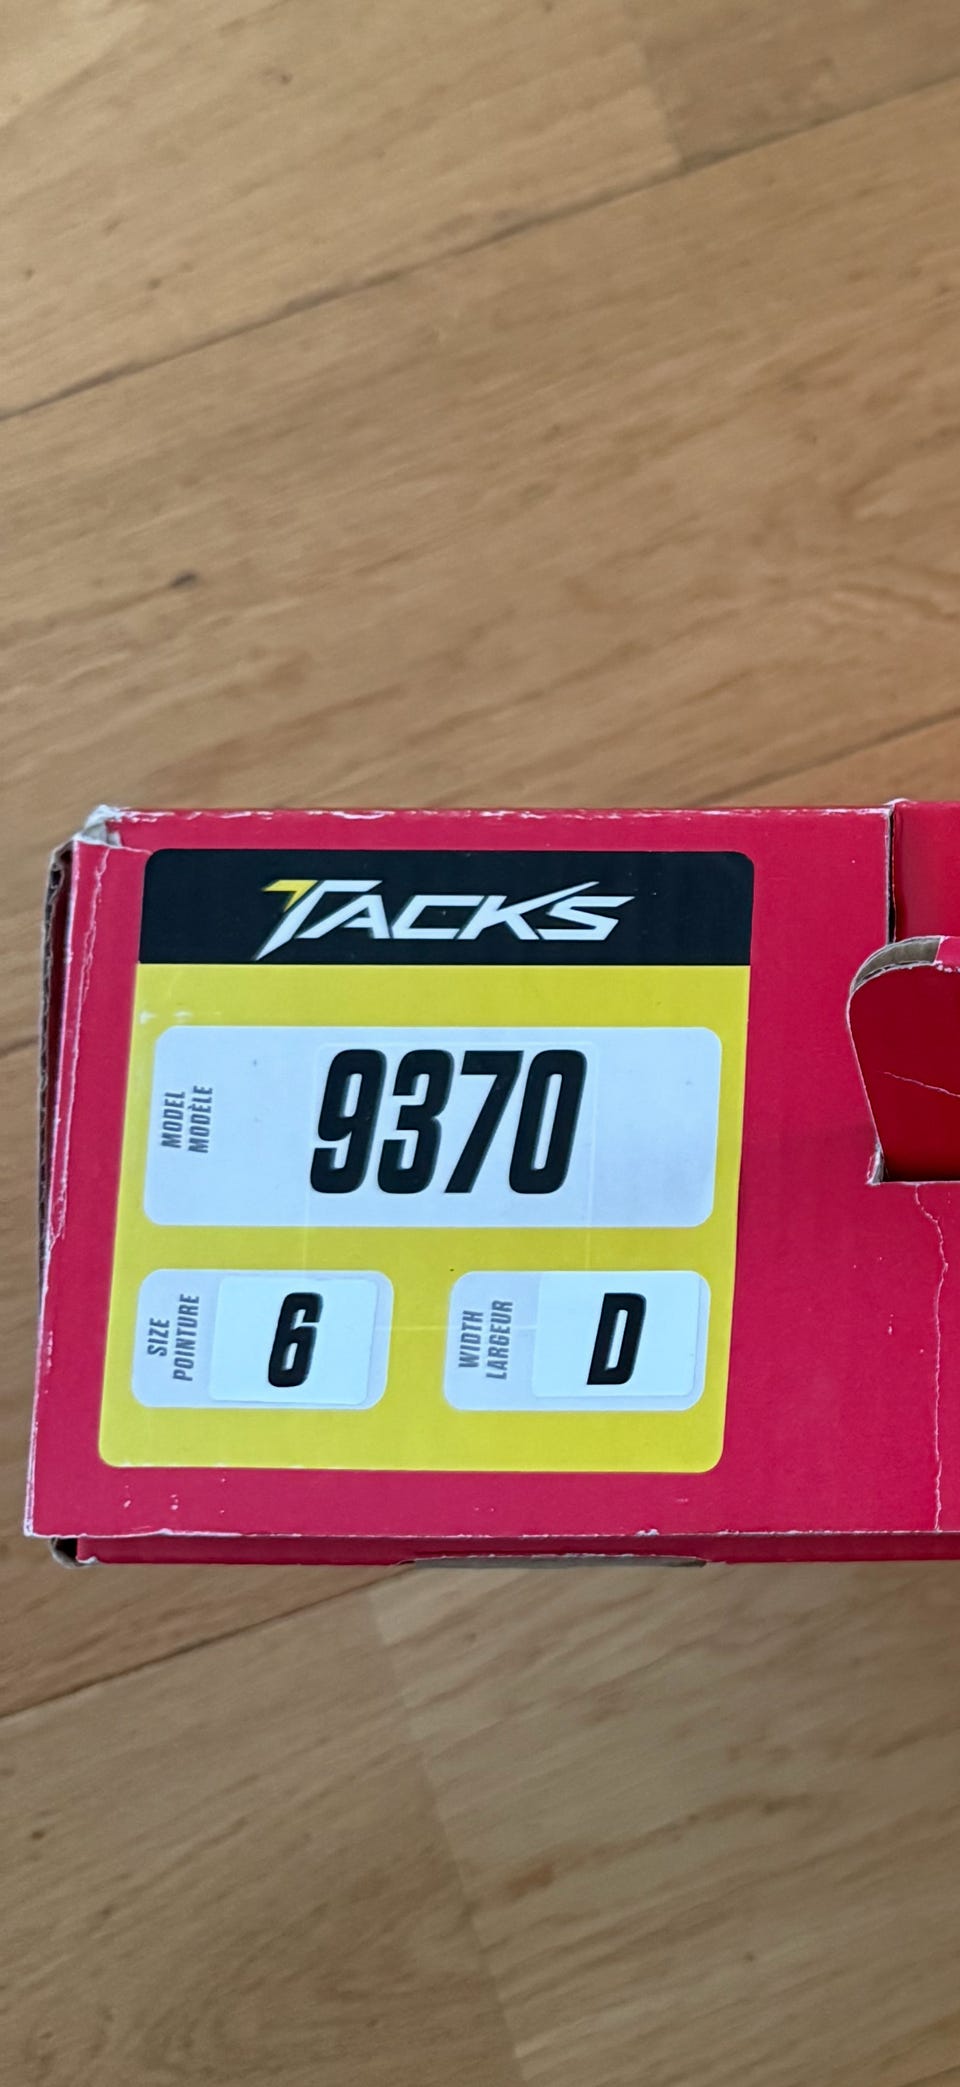 TACKS
MODEL
MODÈLE
9370
SIZE
POINTURE
6
WIDTH
LARGEUR
D